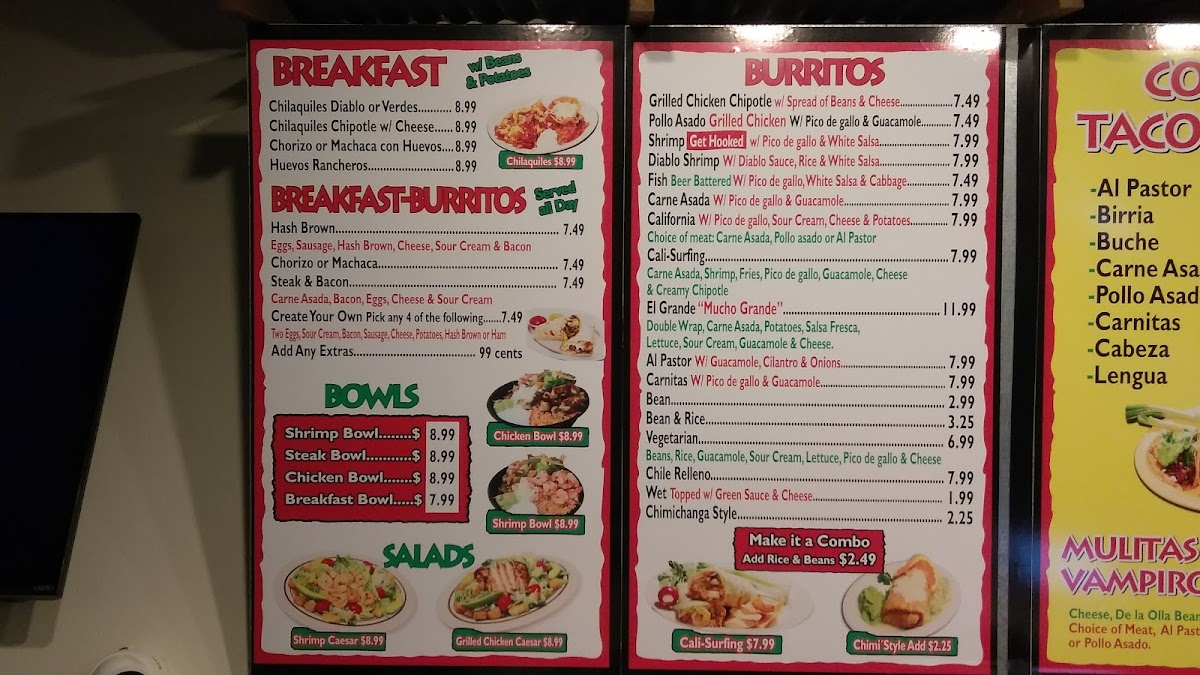 BREAKFAST w/ Beans
& Potatoes
Chilaquiles Diablo or Verdes........... 8.99
Chilaquiles Chipotle w/ Cheese...... 8.99
Chorizo or Machaca con Huevos.... 8.99
Huevos Rancheros......................... 8.99
Chilaquiles $8.99
BREAKFAST-BURRITOS Served
all Day
Hash Brown.............................................................. 7.49
Eggs, Sausage, Hash Brown, Cheese, Sour Cream & Bacon
Chorizo or Machaca.................................................. 7.49
Steak & Bacon........................................................... 7.49
Carne Asada, Bacon, Eggs, Cheese & Sour Cream
Create Your Own Pick any 4 of the following.......7.49
Two Eggs, Sour Cream, Bacon, Sausage, Cheese, Potatoes, Hash Brown or Ham
Add Any Extras.................................. 99 cents
BOWLS
Shrimp Bowl........$ 8.99
Steak Bowl...........$ 8.99
Chicken Bowl.......$ 8.99
Breakfast Bowl.....$ 7.99
Chicken Bowl $8.99
Shrimp Bowl $8.99
SALADS
Shrimp Caesar $8.99
Grilled Chicken Caesar $8.99
BURRITOS
Grilled Chicken Chipotle w/ Spread of Beans & Cheese......................7.49
Pollo Asado Grilled Chicken W/ Pico de gallo & Guacamole............7.49
Shrimp Get Hooked w/ Pico de gallo & White Salsa......................7.99
Diablo Shrimp W/ Diablo Sauce, Rice & White Salsa......................7.99
Fish Beer Battered W/ Pico de gallo, White Salsa & Cabbage...............7.49
Carne Asada W/ Pico de gallo & Guacamole................................7.99
California W/ Pico de gallo, Sour Cream, Cheese & Potatoes............7.99
Choice of meat: Carne Asada, Pollo asado or Al Pastor
Cali-Surfing....................................................................7.99
Carne Asada, Shrimp, Fries, Pico de gallo, Guacamole, Cheese
& Creamy Chipotle
El Grande "Mucho Grande".............................................11.99
Double Wrap, Carne Asada, Potatoes, Salsa Fresca,
Lettuce, Sour Cream, Guacamole & Cheese.
Al Pastor W/ Guacamole, Cilantro & Onions.............................. 7.99
Carnitas W/ Pico de gallo & Guacamole..................................... 7.99
Bean.............................................................................. 2.99
Bean & Rice.................................................................... 3.25
Vegetarian....................................................................... 6.99
Beans, Rice, Guacamole, Sour Cream, Lettuce, Pico de gallo & Cheese
Chile Relleno................................................................... 7.99
Wet Topped w/ Green Sauce & Cheese..................................... 1.99
Chimichanga Style............................................................ 2.25
Make it a Combo
Add Rice & Beans $2.49
Cali-Surfing $7.99
Chimi'Style Add $2.25
CO
TACO
-Al Pastor
-Birria
-Buche
-Carne Asa
-Pollo Asad
-Carnitas
-Cabeza
-Lengua
MULITAS
VAMPIRO
Cheese, De la Olla Bean
Choice of Meat, Al Past
or Pollo Asado.